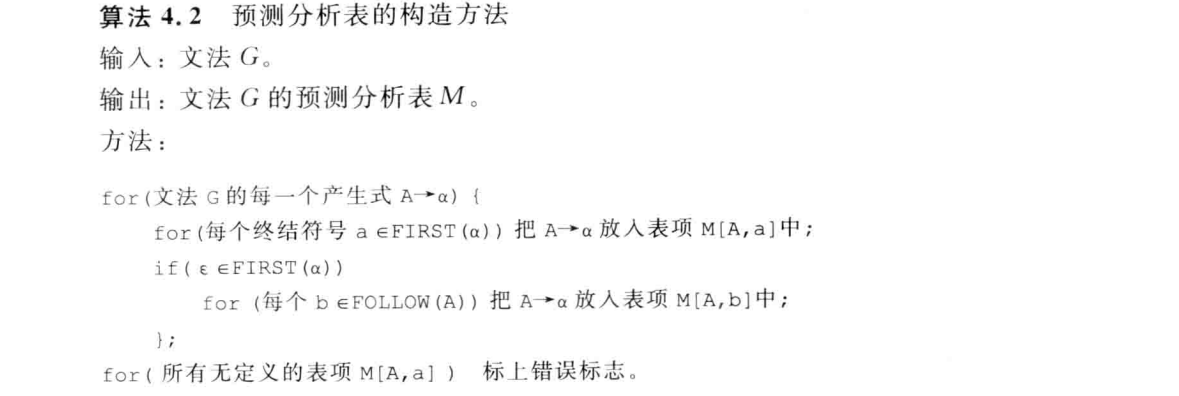 算法 4.2 预测分析表的构造方法
输入：文法 G。
输出：文法 G 的预测分析表 M。
方法：
for(文法 G 的每一个产生式 A→α) {
for(每个终结符号 a∈FIRST(α)) 把 A→α 放入表项 M[A,a]中;
if(ε∈FIRST(α))
for (每个 b∈FOLLOW(A)) 把 A→α 放入表项 M[A,b]中;
};
for(所有无定义的表项 M[A,a]) 标上错误标志。